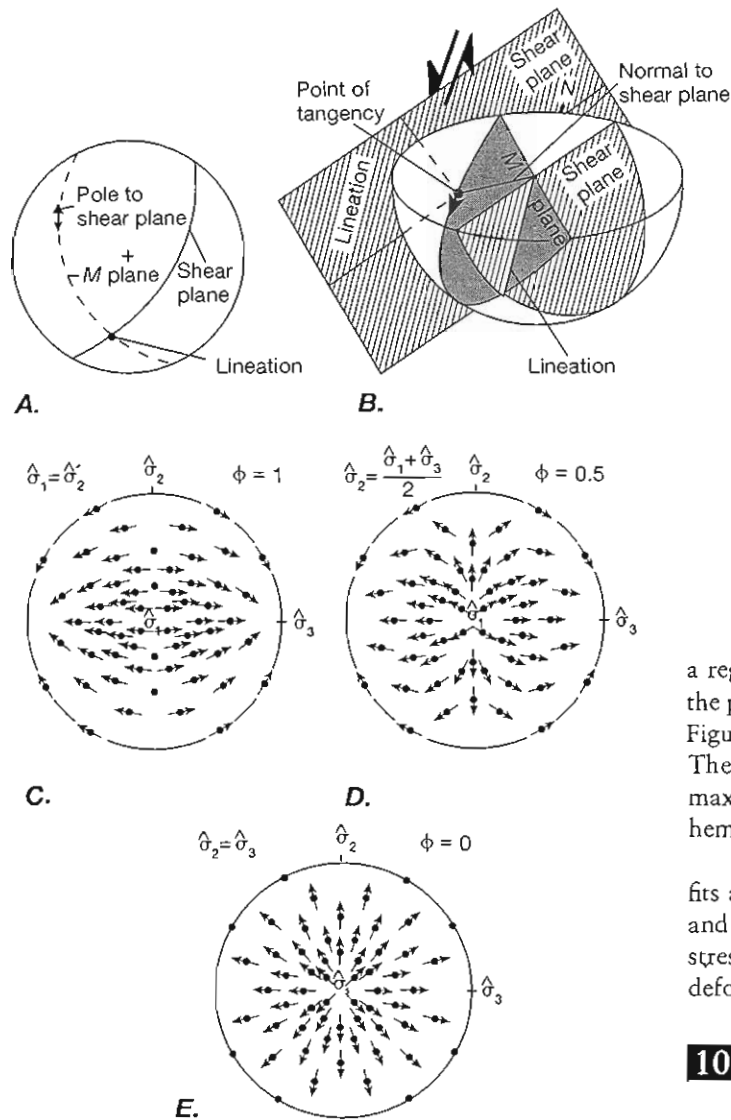 Point of
tangency
Shear
plane
N
Normal to
shear plane
Pole to
shear plane
+
M plane
Shear
plane
Lineation
A.
Lineation
M plane
Shear
plane
Lineation
B.
σ̂₁ = σ̂₂′ σ̂₂ ϕ = 1
σ̂₁
σ̂₃
C.
σ̂₂ = (σ̂₁ + σ̂₃)/2 σ̂₂ ϕ = 0.5
σ̂₁
σ̂₃
D.
σ̂₂ = σ̂₃ σ̂₂ ϕ = 0
σ̂₁
σ̂₃
E.
a reg
the p
Figu
The
max
hem
fits a
and
stres
defo
10